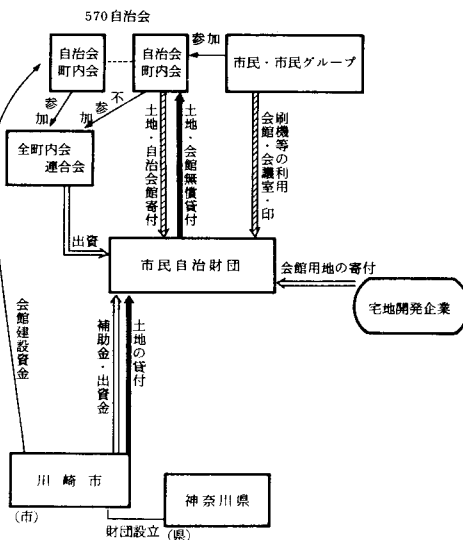 570自治会
自治会
町内会
自治会
町内会
参加
市民・市民グループ
参加
不参加
全町内会
連合会
土地・自治会館寄付
土地・会館無償貸付
会館・会議室・印
刷機等の利用
出資
市民自治財団
会館用地の寄付
宅地開発企業
会館建設資金
補助金・出資金
土地の貸付
川崎市
(市)
神奈川県
財団設立
(県)